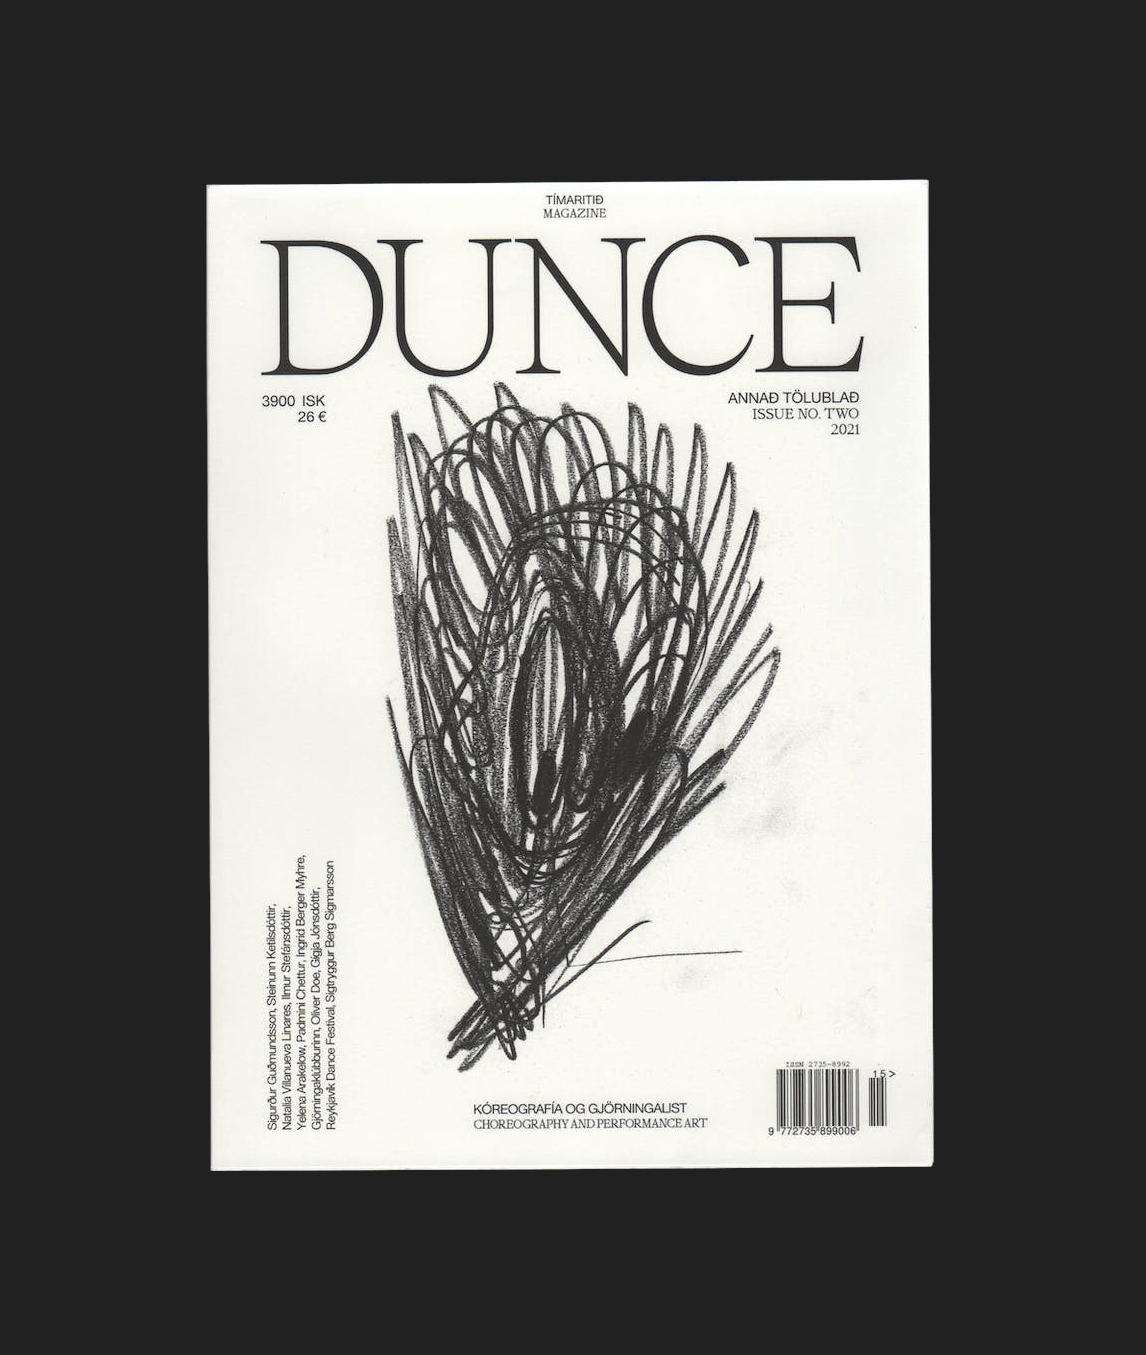 TÍMARITIÐ
MAGAZINE
DUNCE
3900 ISK
26 €
ANNAÐ TÖLUBLAÐ
ISSUE NO. TWO
2021
Sigurður Guðmundsson, Steinunn Ketilsdóttir,
Natalia Villanueva Linares, Ilmur Stefánsdóttir,
Yelena Arakelow, Padmini Chettur, Ingrid Berger Myhre,
Gjörningaklúbburinn, Oliver Doe, Gígja Jónsdóttir,
Reykjavík Dance Festival, Sigtryggur Berg Sigmarsson
KÓREOGRAFÍA OG GJÖRNINGALIST
CHOREOGRAPHY AND PERFORMANCE ART
ISSN 2735-8992
15>
9 772735 899006